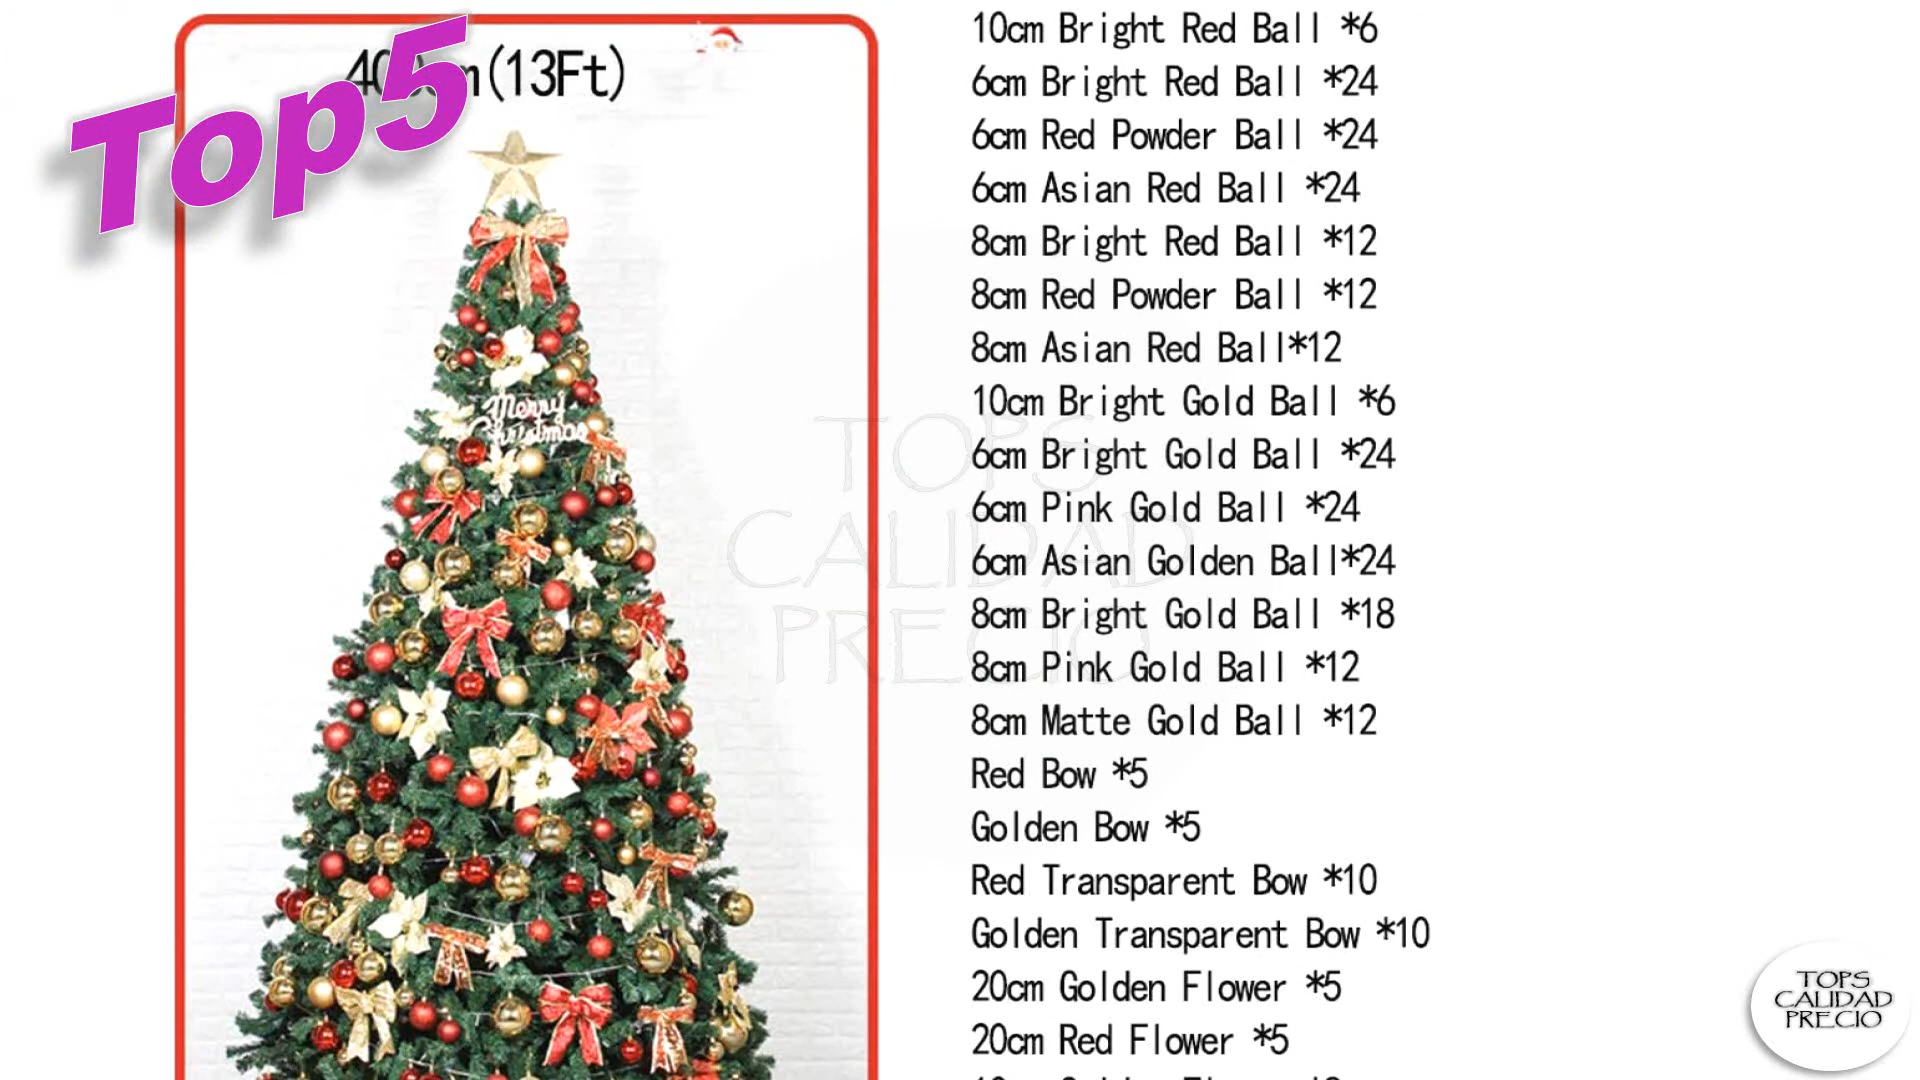 Top5
(13Ft)
Merry
Christmas
10cm Bright Red Ball *6
6cm Bright Red Ball *24
6cm Red Powder Ball *24
6cm Asian Red Ball *24
8cm Bright Red Ball *12
8cm Red Powder Ball *12
8cm Asian Red Ball*12
10cm Bright Gold Ball *6
6cm Bright Gold Ball *24
6cm Pink Gold Ball *24
6cm Asian Golden Ball*24
8cm Bright Gold Ball *18
8cm Pink Gold Ball *12
8cm Matte Gold Ball *12
Red Bow *5
Golden Bow *5
Red Transparent Bow *10
Golden Transparent Bow *10
20cm Golden Flower *5
20cm Red Flower *5
TOPS
CALIDAD
PRECIO
TOPS
CALIDAD
PRECIO